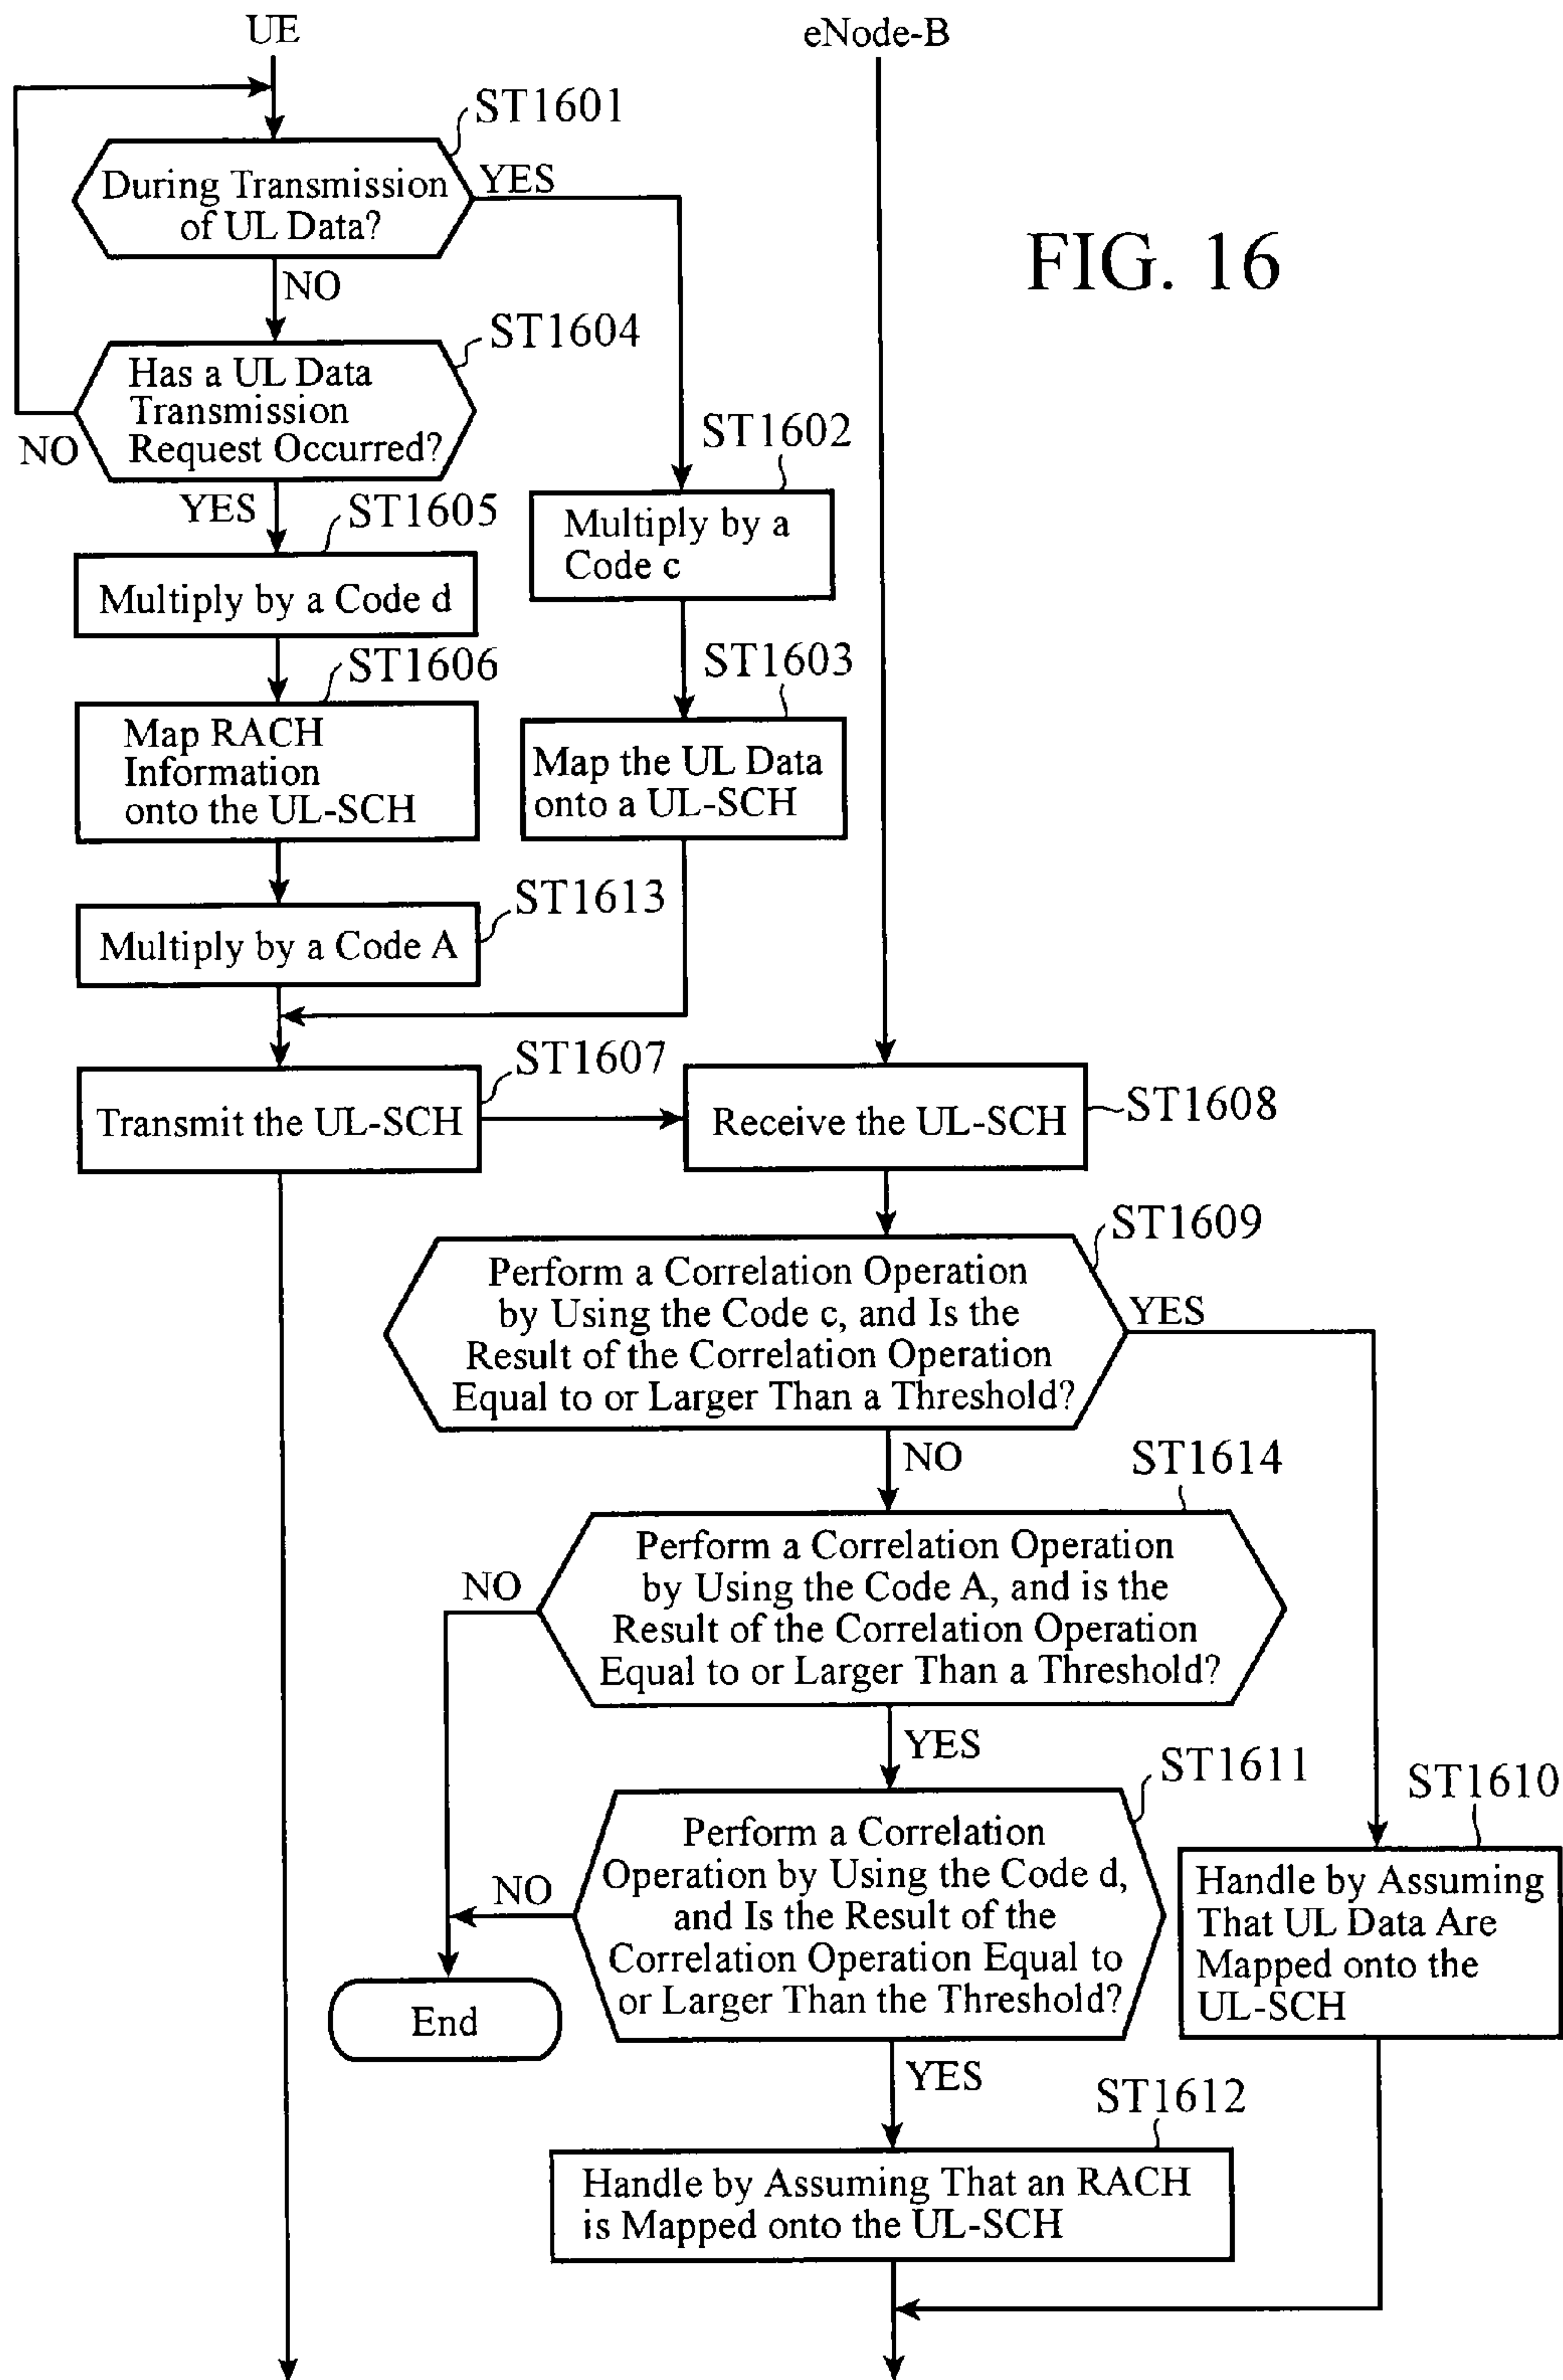 UE
eNode-B
FIG. 16
ST1601
During Transmission
of UL Data?
YES
NO
ST1604
Has a UL Data
Transmission
Request Occurred?
NO
YES
ST1605
Multiply by a Code d
ST1602
Multiply by a
Code c
ST1606
Map RACH
Information
onto the UL-SCH
ST1603
Map the UL Data
onto a UL-SCH
ST1613
Multiply by a Code A
ST1607
Transmit the UL-SCH
ST1608
Receive the UL-SCH
ST1609
Perform a Correlation Operation
by Using the Code c, and Is the
Result of the Correlation Operation
Equal to or Larger Than a Threshold?
YES
NO
ST1614
Perform a Correlation Operation
by Using the Code A, and is the
Result of the Correlation Operation
Equal to or Larger Than a Threshold?
NO
YES
ST1611
Perform a Correlation
Operation by Using the Code d,
and Is the Result of the
Correlation Operation Equal to
or Larger Than the Threshold?
NO
End
YES
ST1610
Handle by Assuming
That UL Data Are
Mapped onto the
UL-SCH
ST1612
Handle by Assuming That an RACH
is Mapped onto the UL-SCH